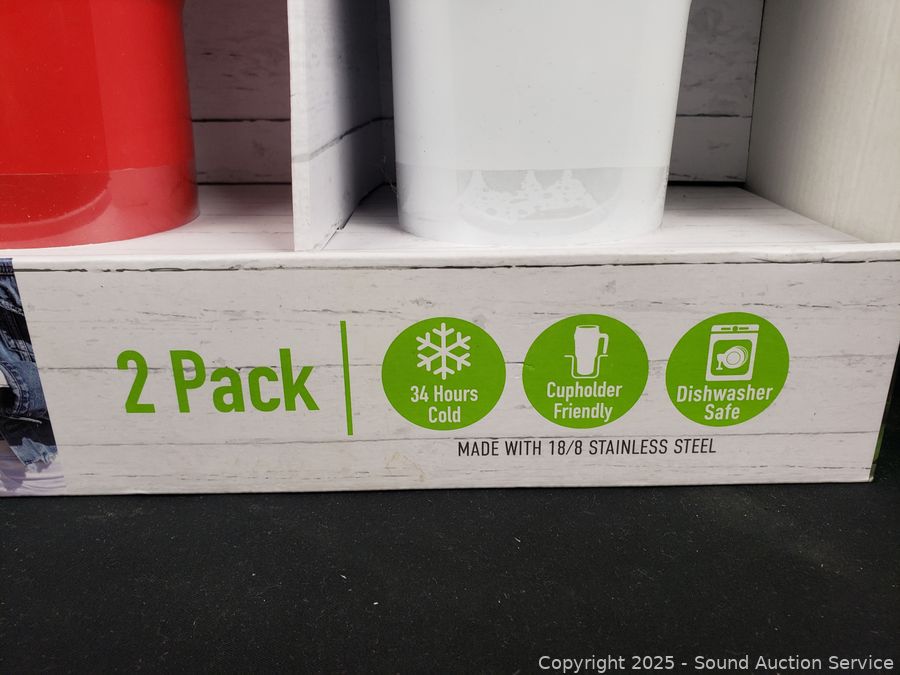 2 Pack
34 Hours
Cold
Cupholder
Friendly
Dishwasher
Safe
MADE WITH 18/8 STAINLESS STEEL
Copyright © 2025 - Sound Auction Service